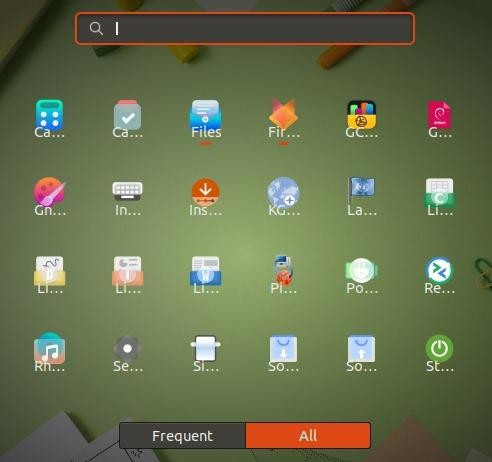 Ca... Ca... Files Fir... GC... G...
Gn... In... Ins... KG... La... Li...
Li... Li... Li... Pl... Po... Re...
Rh... Se... Si... So... So... St...
Frequent All